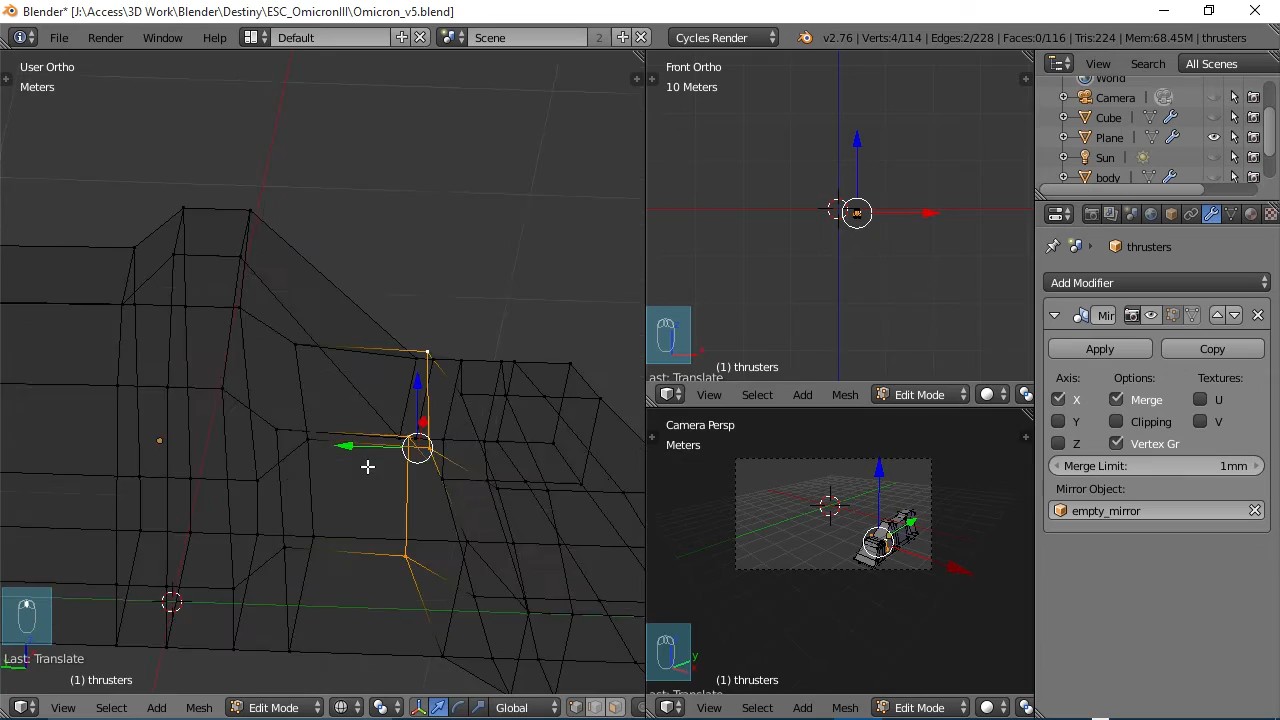 Blender* [J:\Access\3D Work\Blender\Destiny\ESC_OmicronIII\Omicron_v5.blend]
File Render Window Help Default Scene 2 Cycles Render v2.76 | Verts:4/114 | Edges:2/228 | Faces:0/116 | Tris:224 | Mem:68.45M | thrusters
User Ortho
Meters
Last: Translate
(1) thrusters
View Select Add Mesh Edit Mode Global
Front Ortho
10 Meters
(1) thrusters
Last: Translate
View Select Add Mesh Edit Mode
Camera Persp
Meters
(1) thrusters
Last: Translate
View Select Add Mesh Edit Mode
View Search All Scenes
World
Camera
Cube
Plane
Sun
body
thrusters
Add Modifier
Mir
Apply Copy
Axis: Options: Textures:
X Merge U
Y Clipping V
Z Vertex Gr
Merge Limit: 1mm
Mirror Object:
empty_mirror